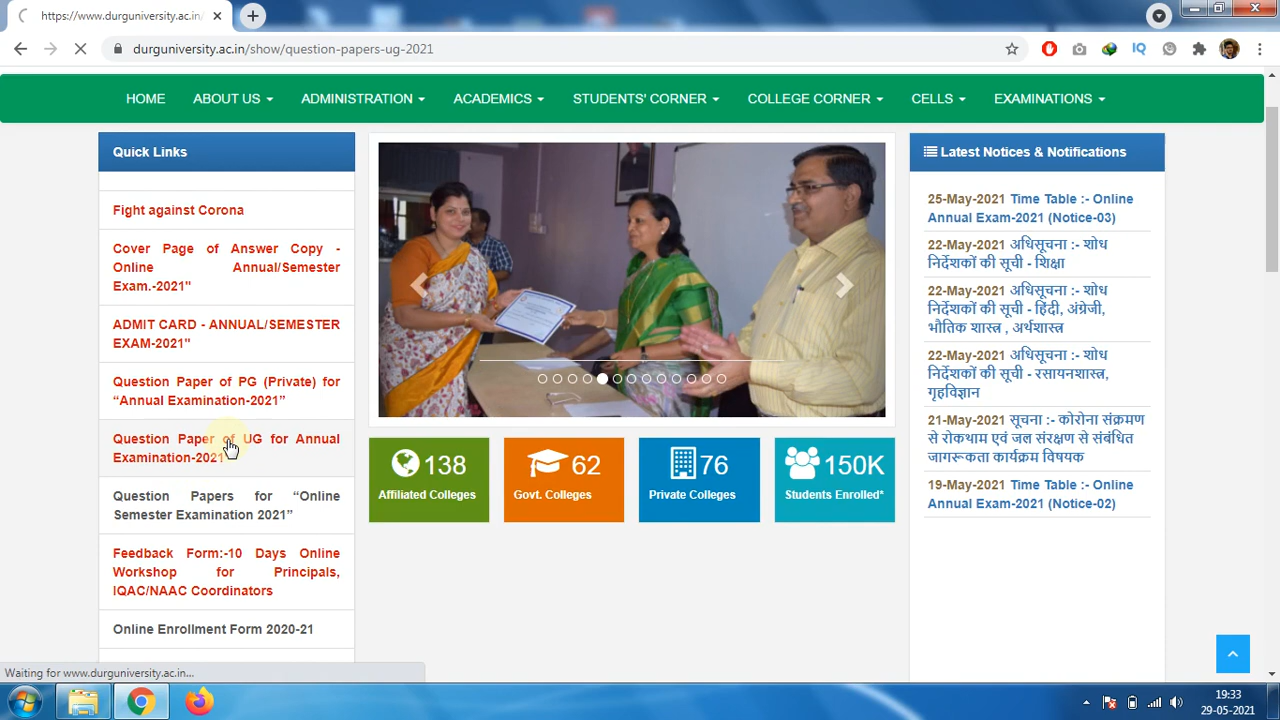 https://www.durguniversity.ac.in/
durguniversity.ac.in/show/question-papers-ug-2021
IQ
HOME ABOUT US ADMINISTRATION ACADEMICS STUDENTS' CORNER COLLEGE CORNER CELLS EXAMINATIONS
Quick Links
Fight against Corona
Cover Page of Answer Copy -
Online Annual/Semester
Exam.-2021"
ADMIT CARD - ANNUAL/SEMESTER
EXAM-2021"
Question Paper of PG (Private) for
“Annual Examination-2021”
Question Paper of UG for Annual
Examination-2021
Question Papers for “Online
Semester Examination 2021”
Feedback Form:-10 Days Online
Workshop for Principals,
IQAC/NAAC Coordinators
Online Enrollment Form 2020-21
138
Affiliated Colleges
62
Govt. Colleges
76
Private Colleges
150K
Students Enrolled*
Latest Notices & Notifications
25-May-2021 Time Table :- Online
Annual Exam-2021 (Notice-03)
22-May-2021 अधिसूचना :- शोध
निर्देशकों की सूची - शिक्षा
22-May-2021 अधिसूचना :- शोध
निर्देशकों की सूची - हिंदी, अंग्रेजी,
भौतिक शास्त्र , अर्थशास्त्र
22-May-2021 अधिसूचना :- शोध
निर्देशकों की सूची - रसायनशास्त्र,
गृहविज्ञान
21-May-2021 सूचना :- कोरोना संक्रमण
से रोकथाम एवं जल संरक्षण से संबंधित
जागरूकता कार्यक्रम विषयक
19-May-2021 Time Table :- Online
Annual Exam-2021 (Notice-02)
Waiting for www.durguniversity.ac.in...
19:33
29-05-2021